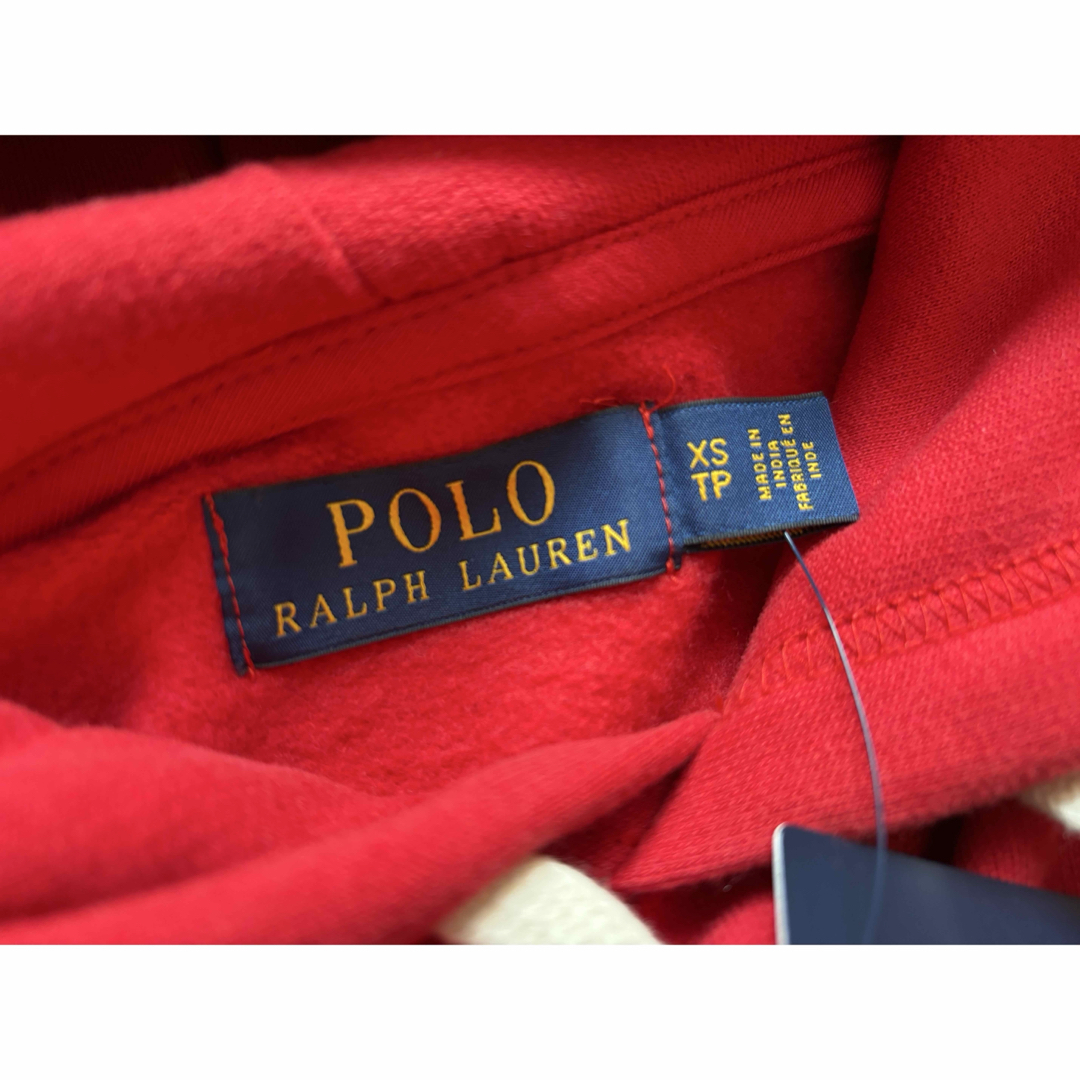 POLO
RALPH LAUREN
XS
TP
MADE IN
INDIA
FABRIQUÉ EN
INDE